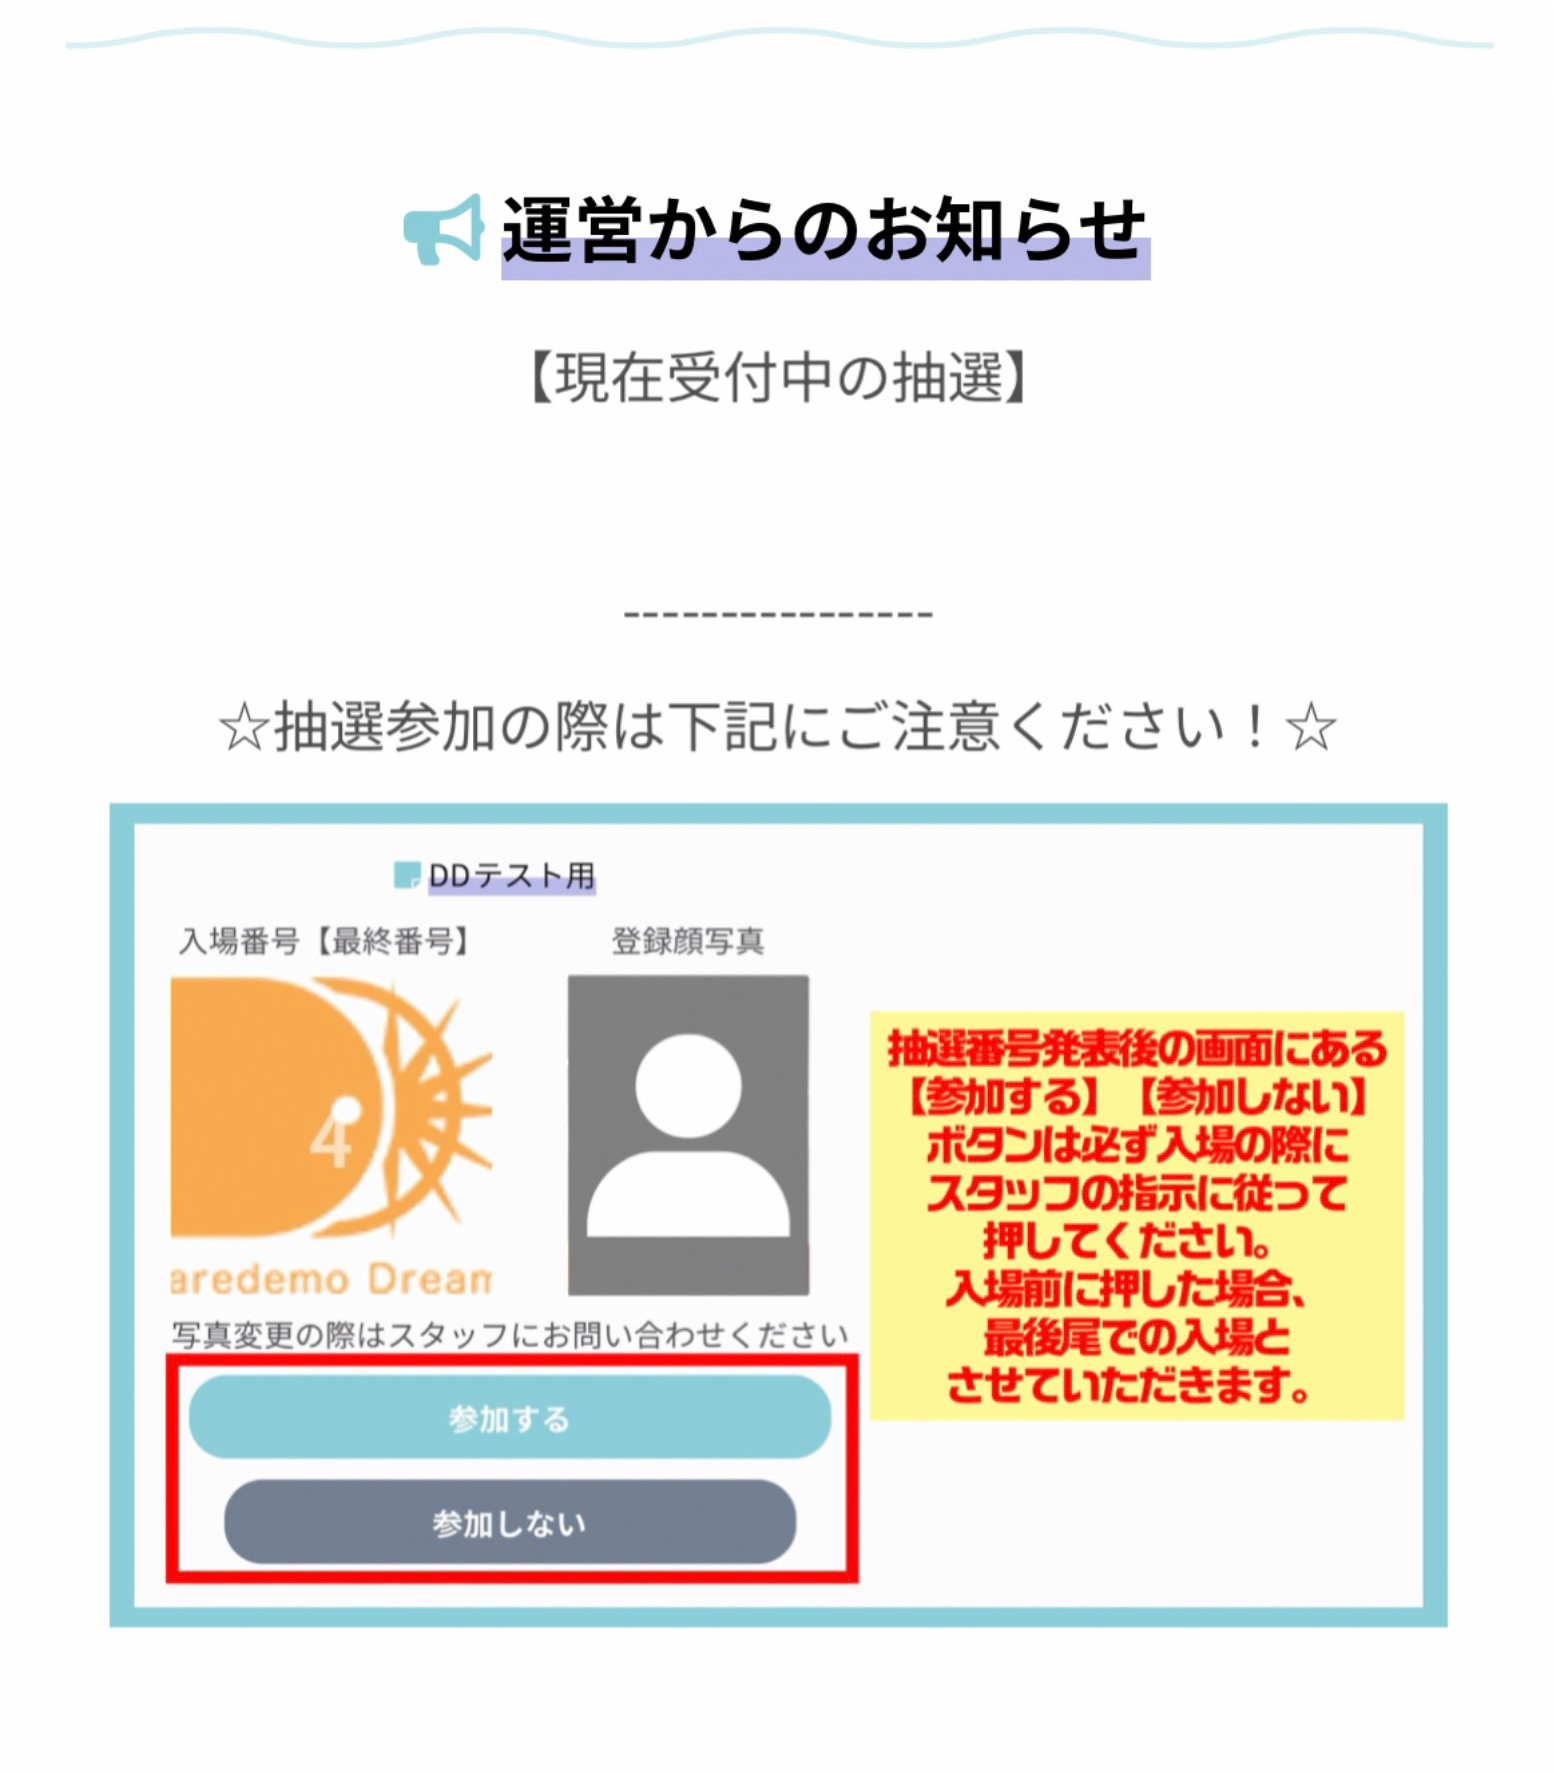 運営からのお知らせ
【現在受付中の抽選】
----------------
☆抽選参加の際は下記にご注意ください！☆
DDテスト用
入場番号【最終番号】
登録顔写真
4
aredemo Dream
写真変更の際はスタッフにお問い合わせください
参加する
参加しない
抽選番号発表後の画面にある
【参加する】【参加しない】
ボタンは必ず入場の際に
スタッフの指示に従って
押してください。
入場前に押した場合、
最後尾での入場と
させていただきます。